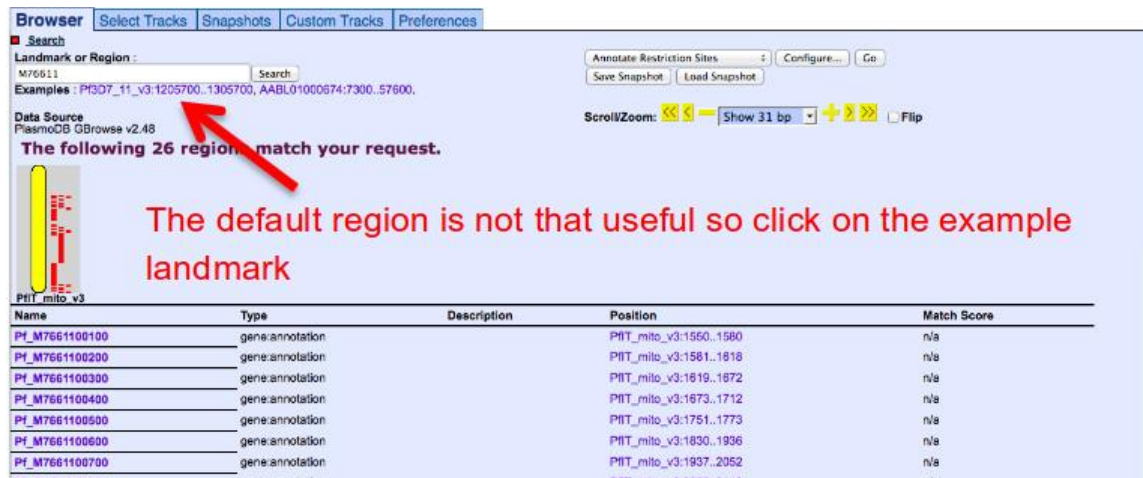 Browser Select Tracks Snapshots Custom Tracks Preferences
Search
Landmark or Region :
M76611 Search
Annotate Restriction Sites Configure... Go
Save Snapshot Load Snapshot
Examples : Pf3D7_11_v3:1205700..1305700, AABL01000674:7300..57600.
Data Source
PlasmoDB GBrowse v2.48
Scroll/Zoom: << < Show 31 bp > >> Flip
The following 26 region match your request.
The default region is not that useful so click on the example
landmark
PfIT_mito_v3
Name Type Description Position Match Score
Pf_M7661100100 gene:annotation PfIT_mito_v3:1550..1580 n/a
Pf_M7661100200 gene:annotation PfIT_mito_v3:1581..1618 n/a
Pf_M7661100300 gene:annotation PfIT_mito_v3:1619..1672 n/a
Pf_M7661100400 gene:annotation PfIT_mito_v3:1673..1712 n/a
Pf_M7661100500 gene:annotation PfIT_mito_v3:1751..1773 n/a
Pf_M7661100600 gene:annotation PfIT_mito_v3:1830..1936 n/a
Pf_M7661100700 gene:annotation PfIT_mito_v3:1937..2052 n/a